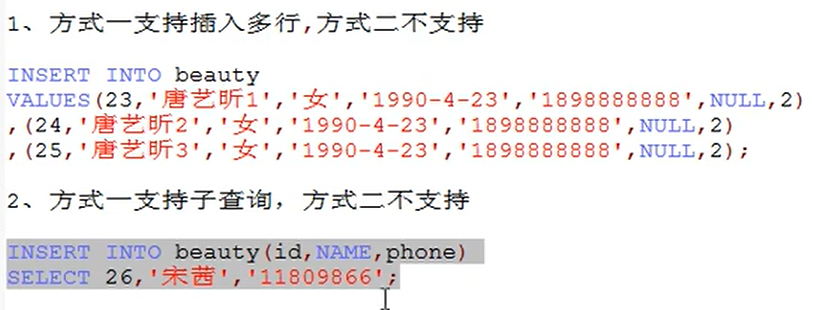 1、方式一支持插入多行,方式二不支持
INSERT INTO beauty
VALUES(23,'唐艺昕1','女','1990-4-23','1898888888',NULL,2)
,(24,'唐艺昕2','女','1990-4-23','1898888888',NULL,2)
,(25,'唐艺昕3','女','1990-4-23','1898888888',NULL,2);
2、方式一支持子查询，方式二不支持
INSERT INTO beauty(id,NAME,phone)
SELECT 26,'宋茜','11809866';